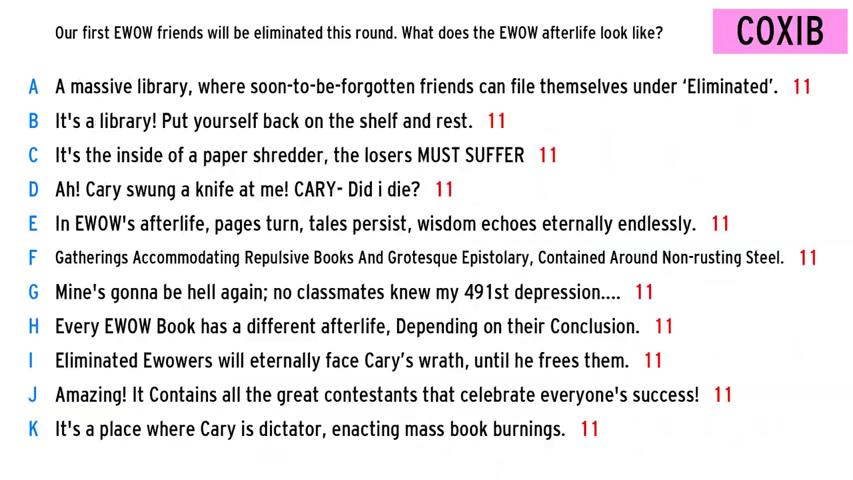 Our first EWOW friends will be eliminated this round. What does the EWOW afterlife look like?
COXIB
A A massive library, where soon-to-be-forgotten friends can file themselves under ‘Eliminated’. 11
B It's a library! Put yourself back on the shelf and rest. 11
C It's the inside of a paper shredder, the losers MUST SUFFER 11
D Ah! Cary swung a knife at me! CARY- Did i die? 11
E In EWOW's afterlife, pages turn, tales persist, wisdom echoes eternally endlessly. 11
F Gatherings Accommodating Repulsive Books And Grotesque Epistolary, Contained Around Non-rusting Steel. 11
G Mine's gonna be hell again; no classmates knew my 491st depression.... 11
H Every EWOW Book has a different afterlife, Depending on their Conclusion. 11
I Eliminated Ewowers will eternally face Cary’s wrath, until he frees them. 11
J Amazing! It Contains all the great contestants that celebrate everyone's success! 11
K It's a place where Cary is dictator, enacting mass book burnings. 11